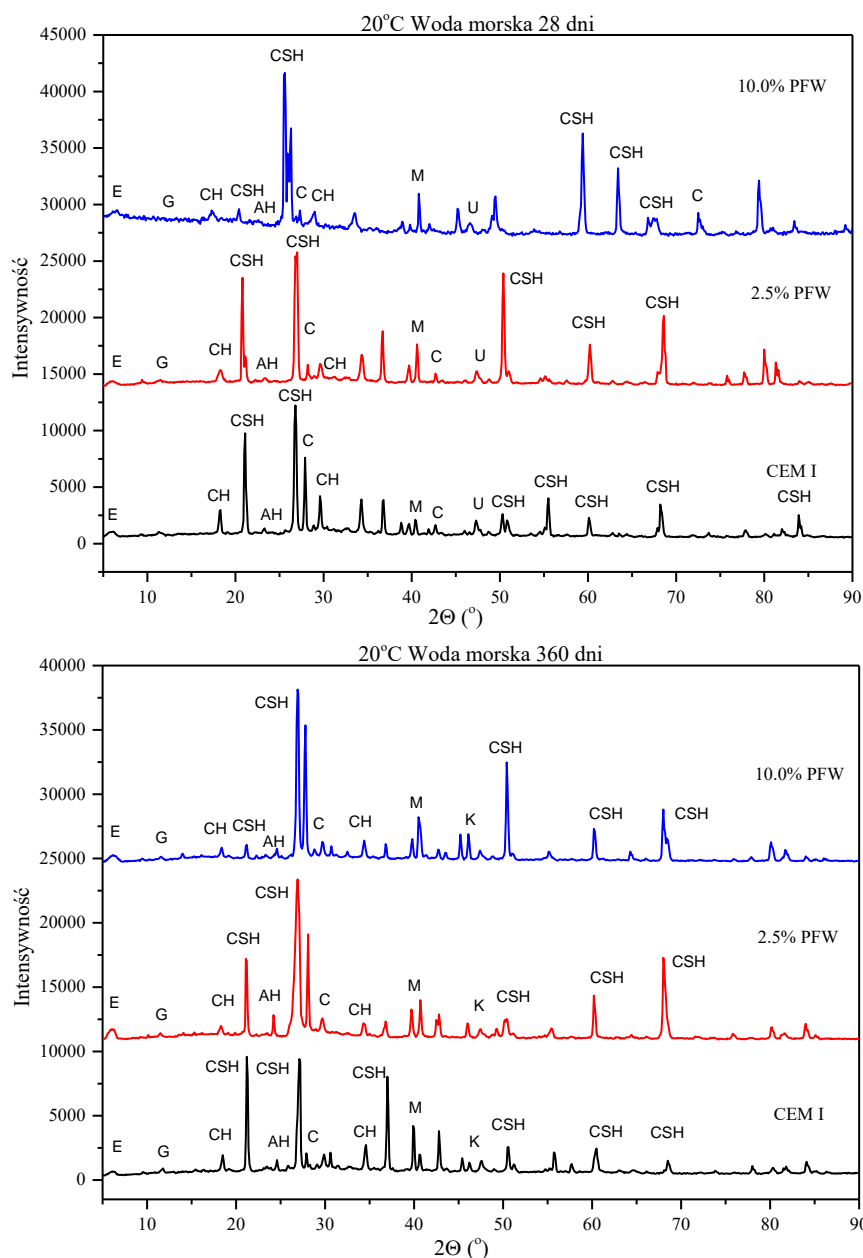 20°C Woda morska 28 dni
45000
CSH
40000
10.0% PFW
CSH
35000
CSH
M
E G CH CSH AH C CH U CSH C
30000
25000
CSH CSH
CSH
2.5% PFW
20000
CSH CSH
M
C
E G CH AH CH C U
15000
CSH
10000
CSH C
CEM I
CSH CSH
CH CH CSH CSH
5000
E AH M C U
0
10 20 30 40 50 60 70 80 90
2Θ (°)
Intensywność
20°C Woda morska 360 dni
40000
CSH
35000
CSH
10.0% PFW
30000
M
K CSH CSH
E G CH CSH AH C CH
25000
CSH
20000
CSH
2.5% PFW
CSH
CSH
M
15000
E G CH AH C CH K CSH
10000
CSH CSH CSH
M
CEM I
5000
CSH CSH CSH
E G CH AH C CH K
0
10 20 30 40 50 60 70 80 90
2Θ (°)
Intensywność